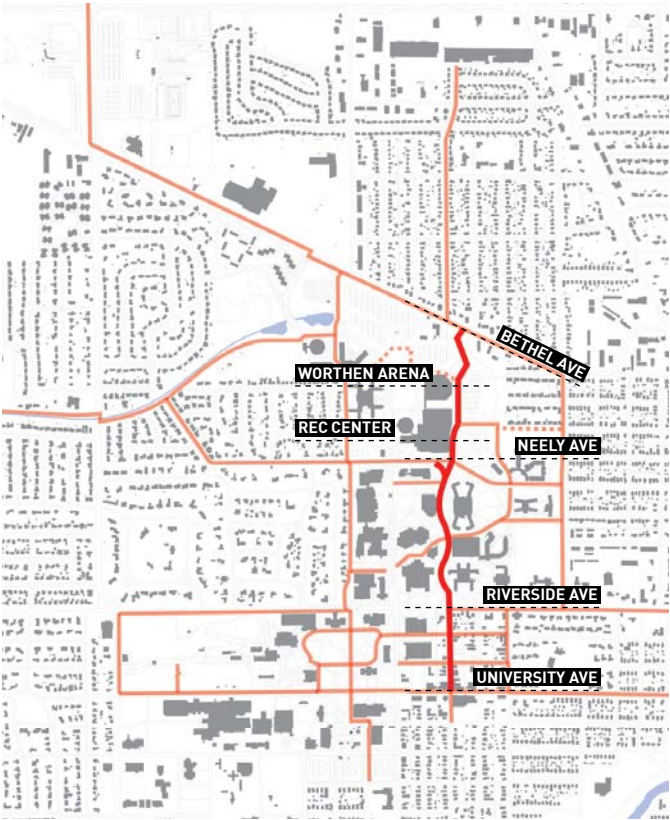 BETHEL AVE
WORTHEN ARENA
REC CENTER
NEELY AVE
RIVERSIDE AVE
UNIVERSITY AVE